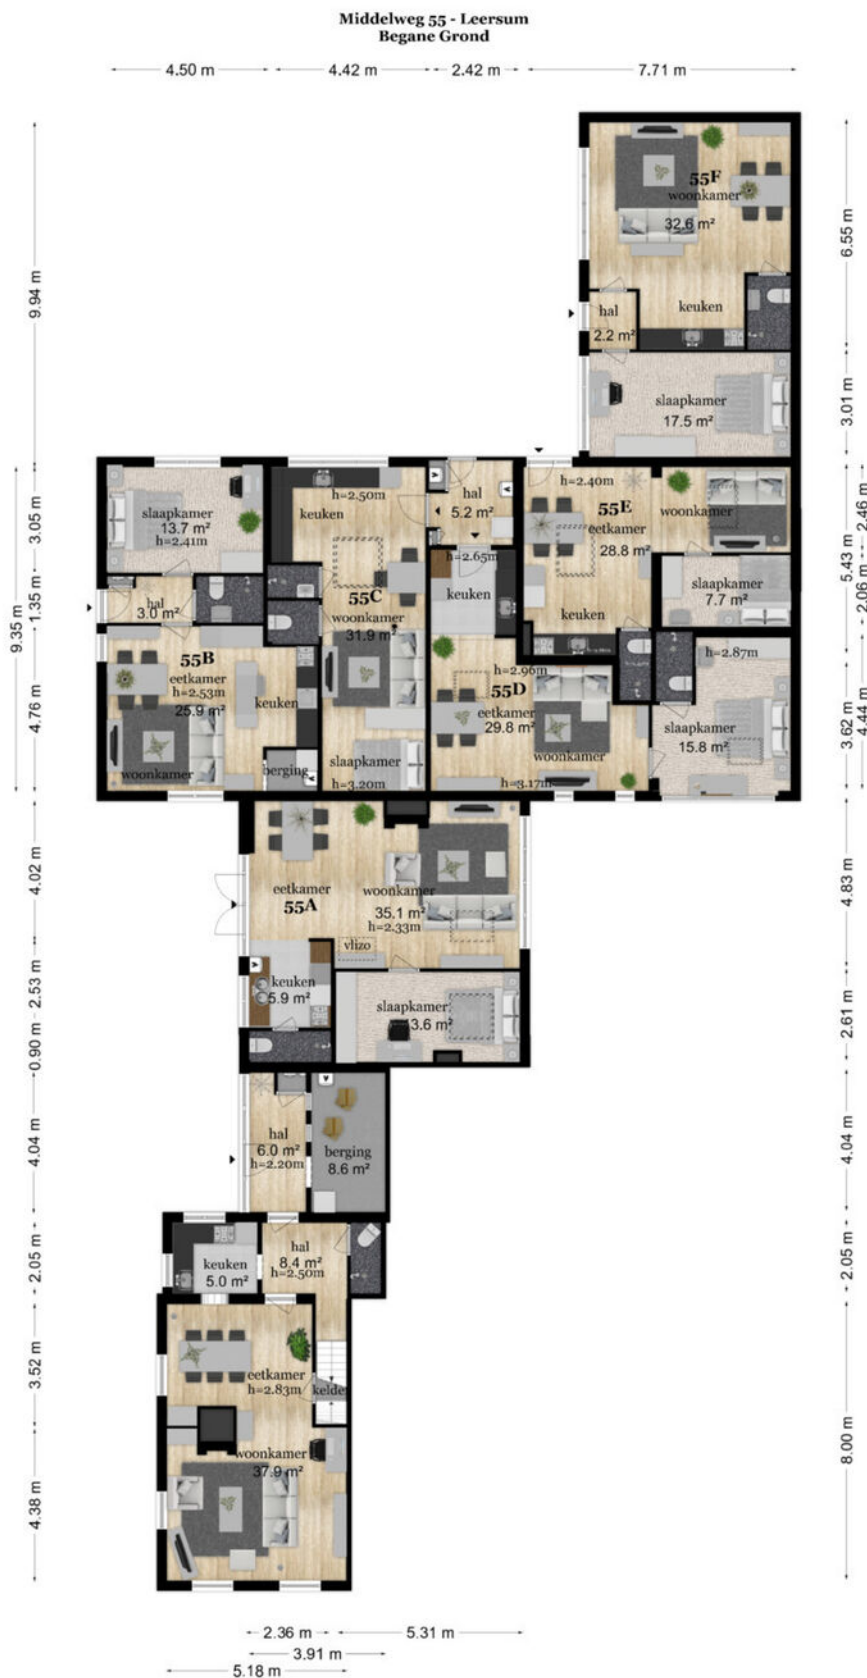 Middelweg 55 - Leersum
Begane Grond
4.50 m
4.42 m
2.42 m
7.71 m
9.94 m
6.55 m
3.01 m
55F
woonkamer
32.6 m²
keuken
hal
2.2 m²
slaapkamer
17.5 m²
9.35 m
3.05 m
1.35 m
4.76 m
2.46 m
5.43 m
2.06 m
3.62 m
4.44 m
slaapkamer
13.7 m²
h=2.41m
hal
3.0 m²
55B
eetkamer
h=2.53m
25.9 m²
keuken
woonkamer
berging
h=2.50m
keuken
55C
woonkamer
31.9 m²
slaapkamer
h=3.20m
hal
5.2 m²
h=2.65m
keuken
h=2.96m
55D
eetkamer
29.8 m²
woonkamer
h=3.17m
h=2.40m
55E
eetkamer
28.8 m²
keuken
woonkamer
slaapkamer
7.7 m²
h=2.87m
slaapkamer
15.8 m²
4.02 m
2.53 m
0.90 m
4.83 m
2.61 m
eetkamer
55A
woonkamer
35.1 m²
h=2.33m
vlizo
keuken
5.9 m²
slaapkamer
3.6 m²
4.04 m
4.04 m
hal
6.0 m²
h=2.20m
berging
8.6 m²
2.05 m
2.05 m
keuken
5.0 m²
hal
8.4 m²
h=2.50m
3.52 m
4.38 m
8.00 m
eetkamer
h=2.83m
kelde
woonkamer
37.9 m²
2.36 m
5.31 m
3.91 m
5.18 m